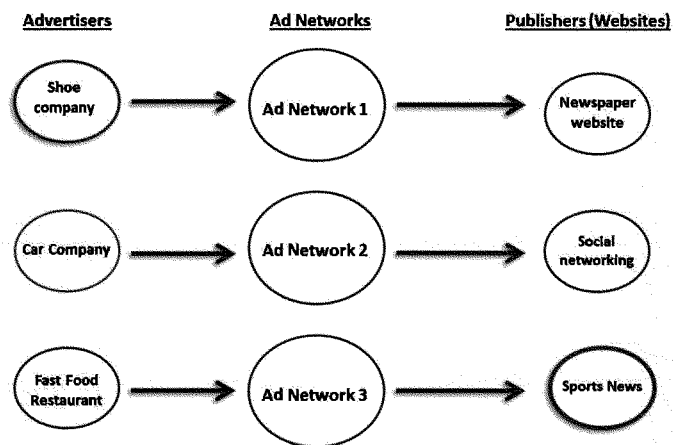 Advertisers
Ad Networks
Publishers (Websites)
Shoe
company
Ad Network 1
Newspaper
website
Car Company
Ad Network 2
Social
networking
Fast Food
Restaurant
Ad Network 3
Sports News